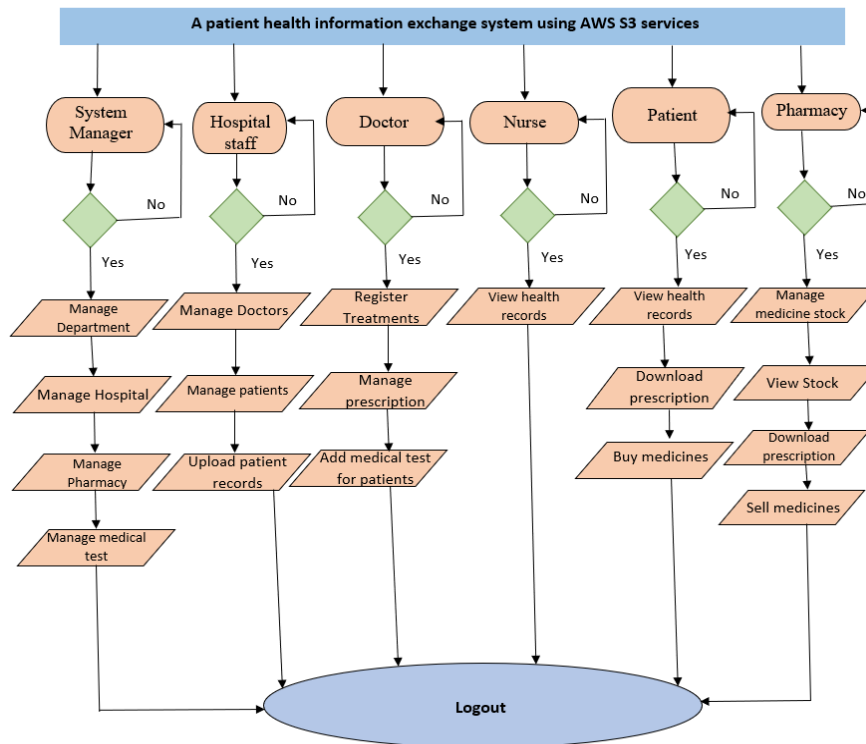 A patient health information exchange system using AWS S3 services
System
Manager
Hospital
staff
Doctor
Nurse
Patient
Pharmacy
No
No
No
No
No
No
Yes
Yes
Yes
Yes
Yes
Yes
Manage
Department
Manage Doctors
Register
Treatments
View health
records
View health
records
Manage
medicine stock
Manage Hospital
Manage patients
Manage
prescription
Download
prescription
View Stock
Manage
Pharmacy
Upload patient
records
Add medical test
for patients
Buy medicines
Download
prescription
Manage medical
test
Sell medicines
Logout